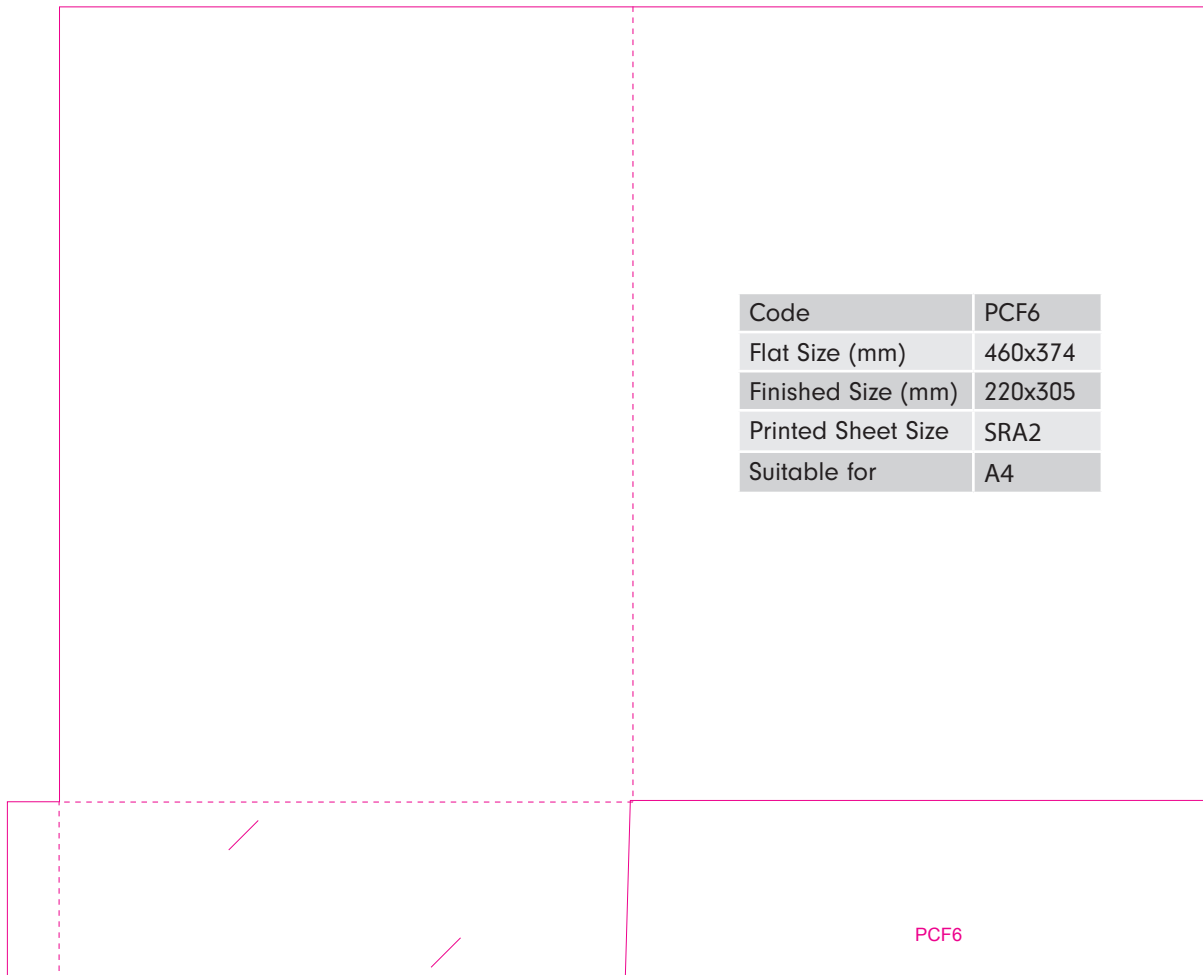 Code PCF6
Flat Size (mm) 460x374
Finished Size (mm) 220x305
Printed Sheet Size SRA2
Suitable for A4
PCF6